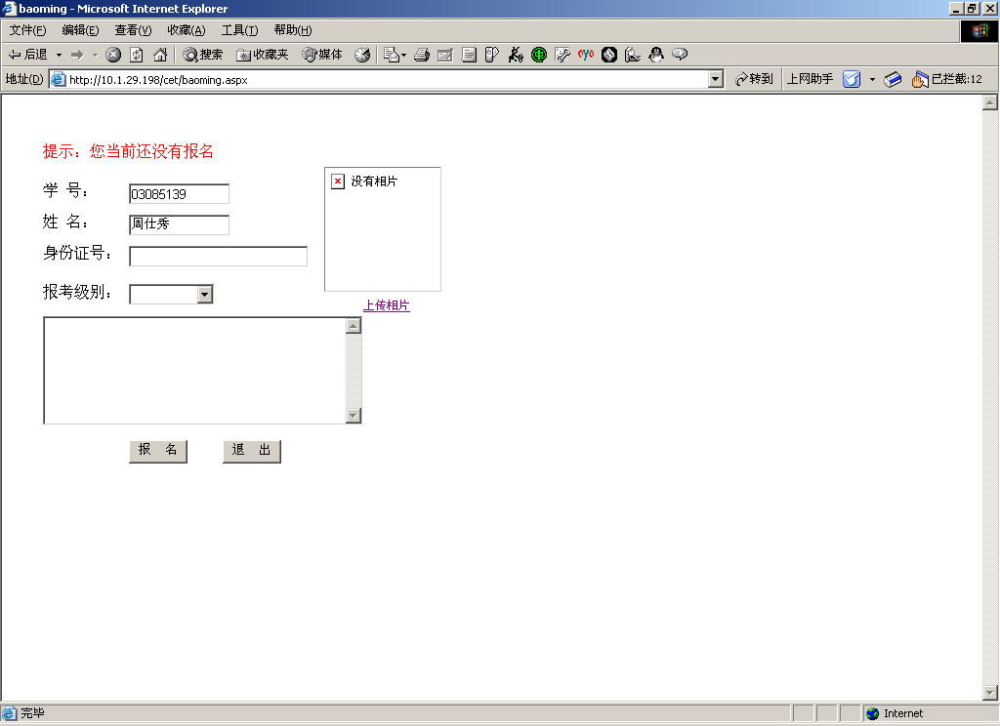 baoming - Microsoft Internet Explorer
文件(F) 编辑(E) 查看(V) 收藏(A) 工具(T) 帮助(H)
后退 搜索 收藏夹 媒体
地址(D) http://10.1.29.198/cet/baoming.aspx 转到 上网助手 已拦截:12
提示：您当前还没有报名
学 号： 03085139
没有相片
姓 名： 周仕秀
身份证号：
报考级别：
上传相片
报 名 退 出
完毕 Internet